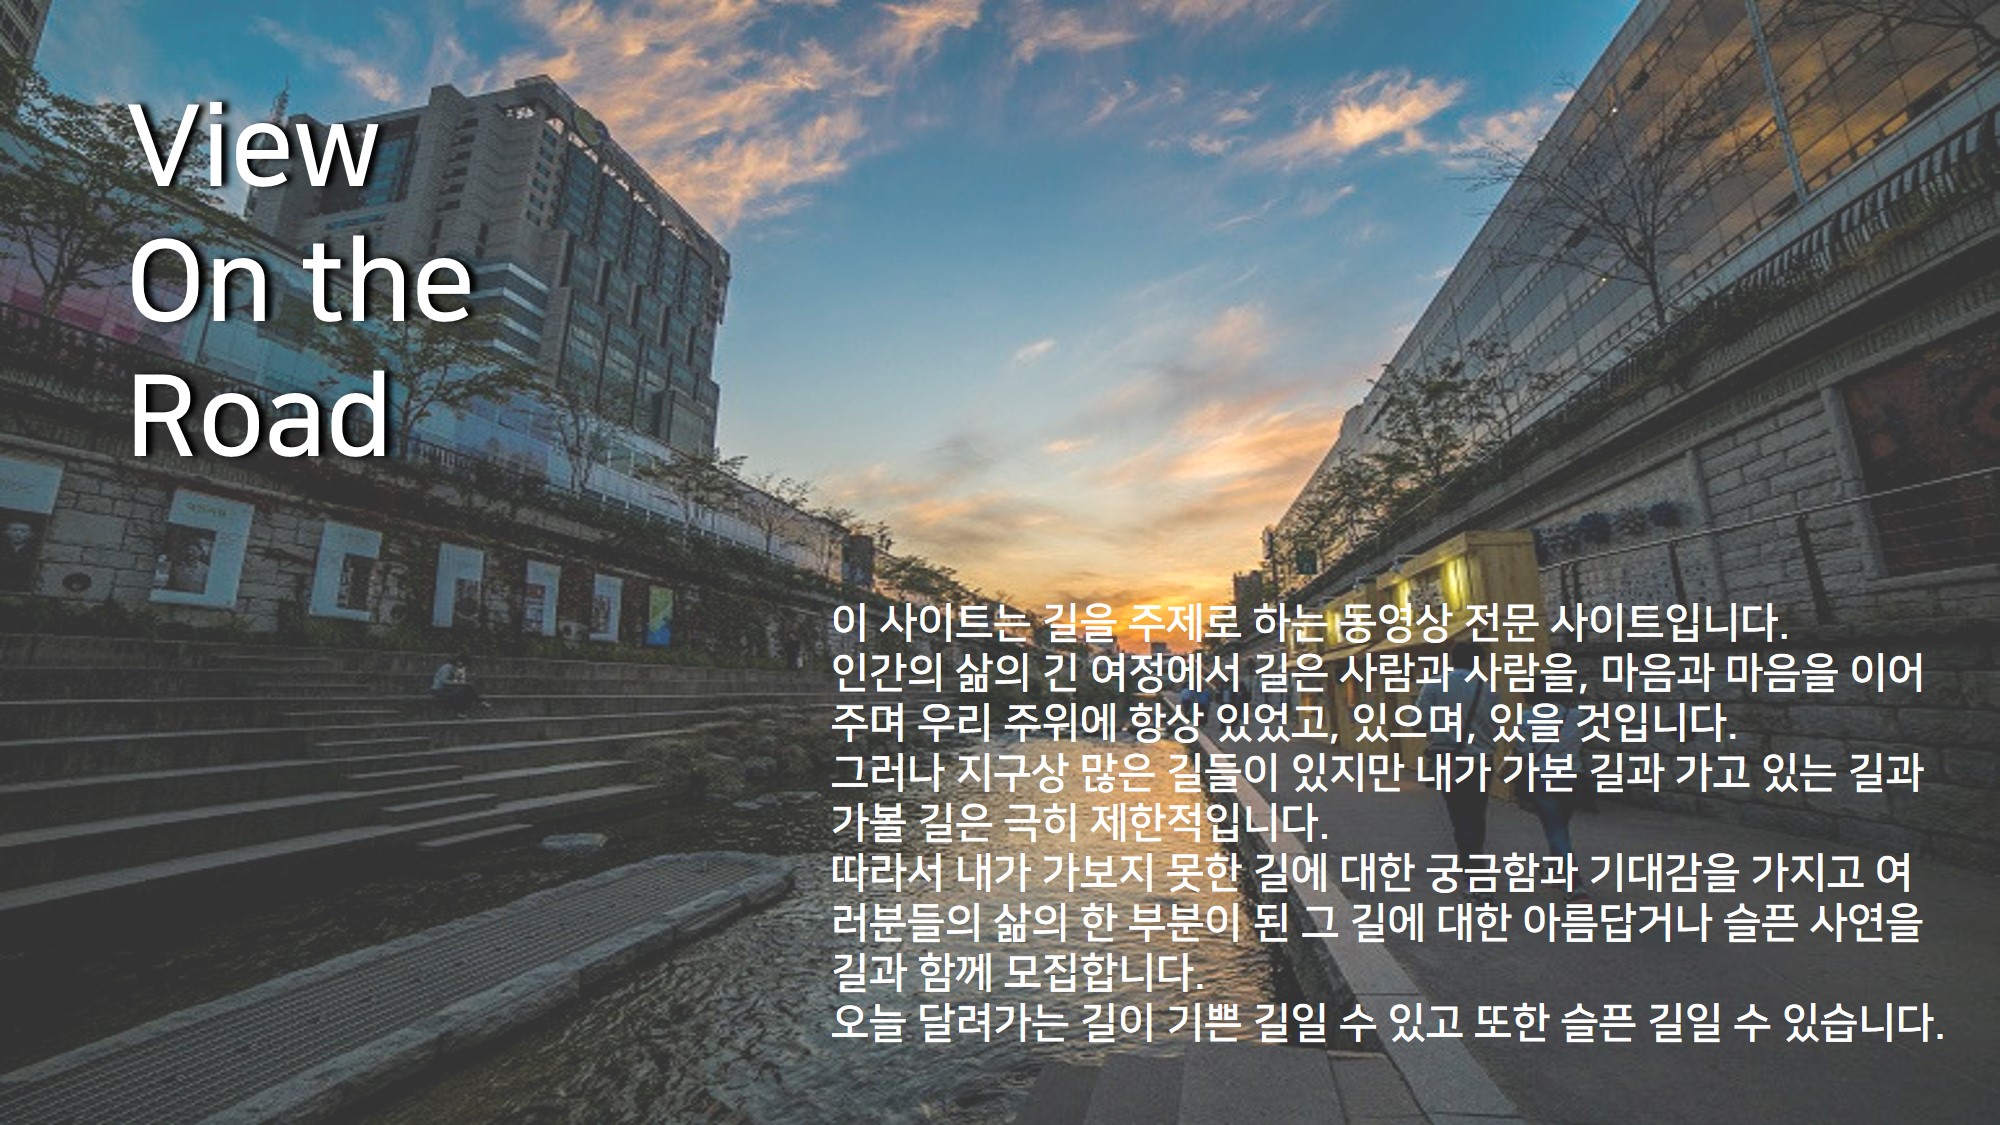 View
On the
Road
이 사이트는 길을 주제로 하는 동영상 전문 사이트입니다.
인간의 삶의 긴 여정에서 길은 사람과 사람을, 마음과 마음을 이어
주며 우리 주위에 항상 있었고, 있으며, 있을 것입니다.
그러나 지구상 많은 길들이 있지만 내가 가본 길과 가고 있는 길과
가볼 길은 극히 제한적입니다.
따라서 내가 가보지 못한 길에 대한 궁금함과 기대감을 가지고 여
러분들의 삶의 한 부분이 된 그 길에 대한 아름답거나 슬픈 사연을
길과 함께 모집합니다.
오늘 달려가는 길이 기쁜 길일 수 있고 또한 슬픈 길일 수 있습니다.